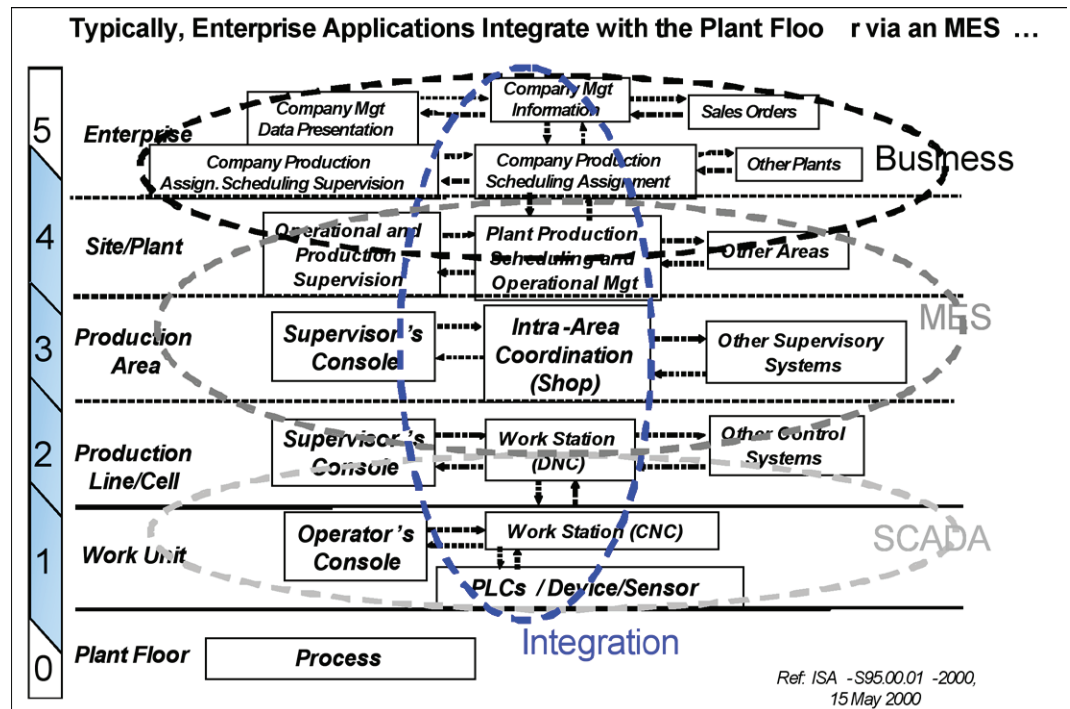 Typically, Enterprise Applications Integrate with the Plant Floo r via an MES ...
5
Enterprise
Company Mgt
Data Presentation
Company Mgt
Information
Sales Orders
Company Production
Assign. Scheduling Supervision
Company Production
Scheduling Assignment
Other Plants
Business
4
Site/Plant
Operational and
Production
Supervision
Plant Production
Scheduling and
Operational Mgt
Other Areas
MES
3
Production
Area
Supervisor 's
Console
Intra-Area
Coordination
(Shop)
Other Supervisory
Systems
2
Production
Line/Cell
Supervisor 's
Console
Work Station
(DNC)
Other Control
Systems
1
Work Unit
Operator 's
Console
Work Station (CNC)
PLCs / Device/Sensor
SCADA
Integration
0
Plant Floor
Process
Ref: ISA -S95.00.01 -2000,
15 May 2000